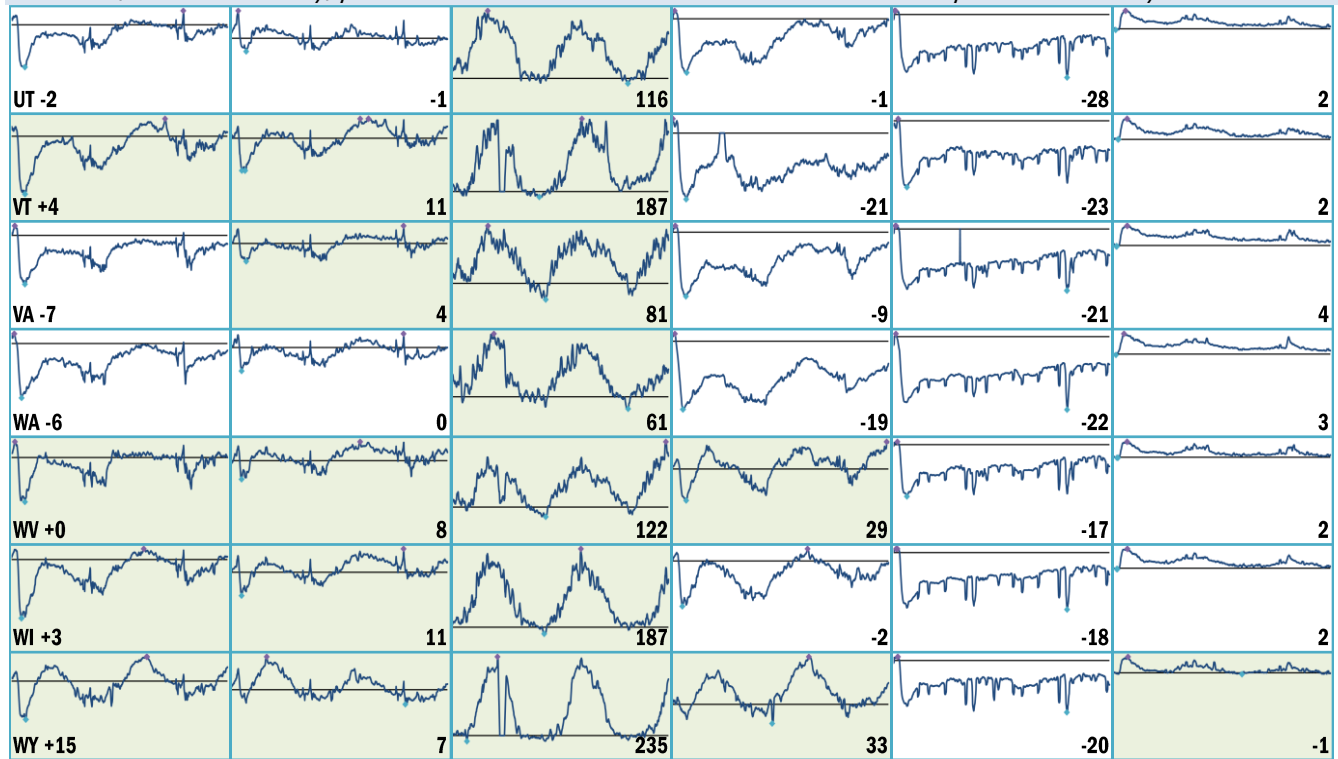 UT -2 -1 116 -1 -28 2
VT +4 11 187 -21 -23 2
VA -7 4 81 -9 -21 4
WA -6 0 61 -19 -22 3
WV +0 8 122 29 -17 2
WI +3 11 187 -2 -18 2
WY +15 7 235 33 -20 -1